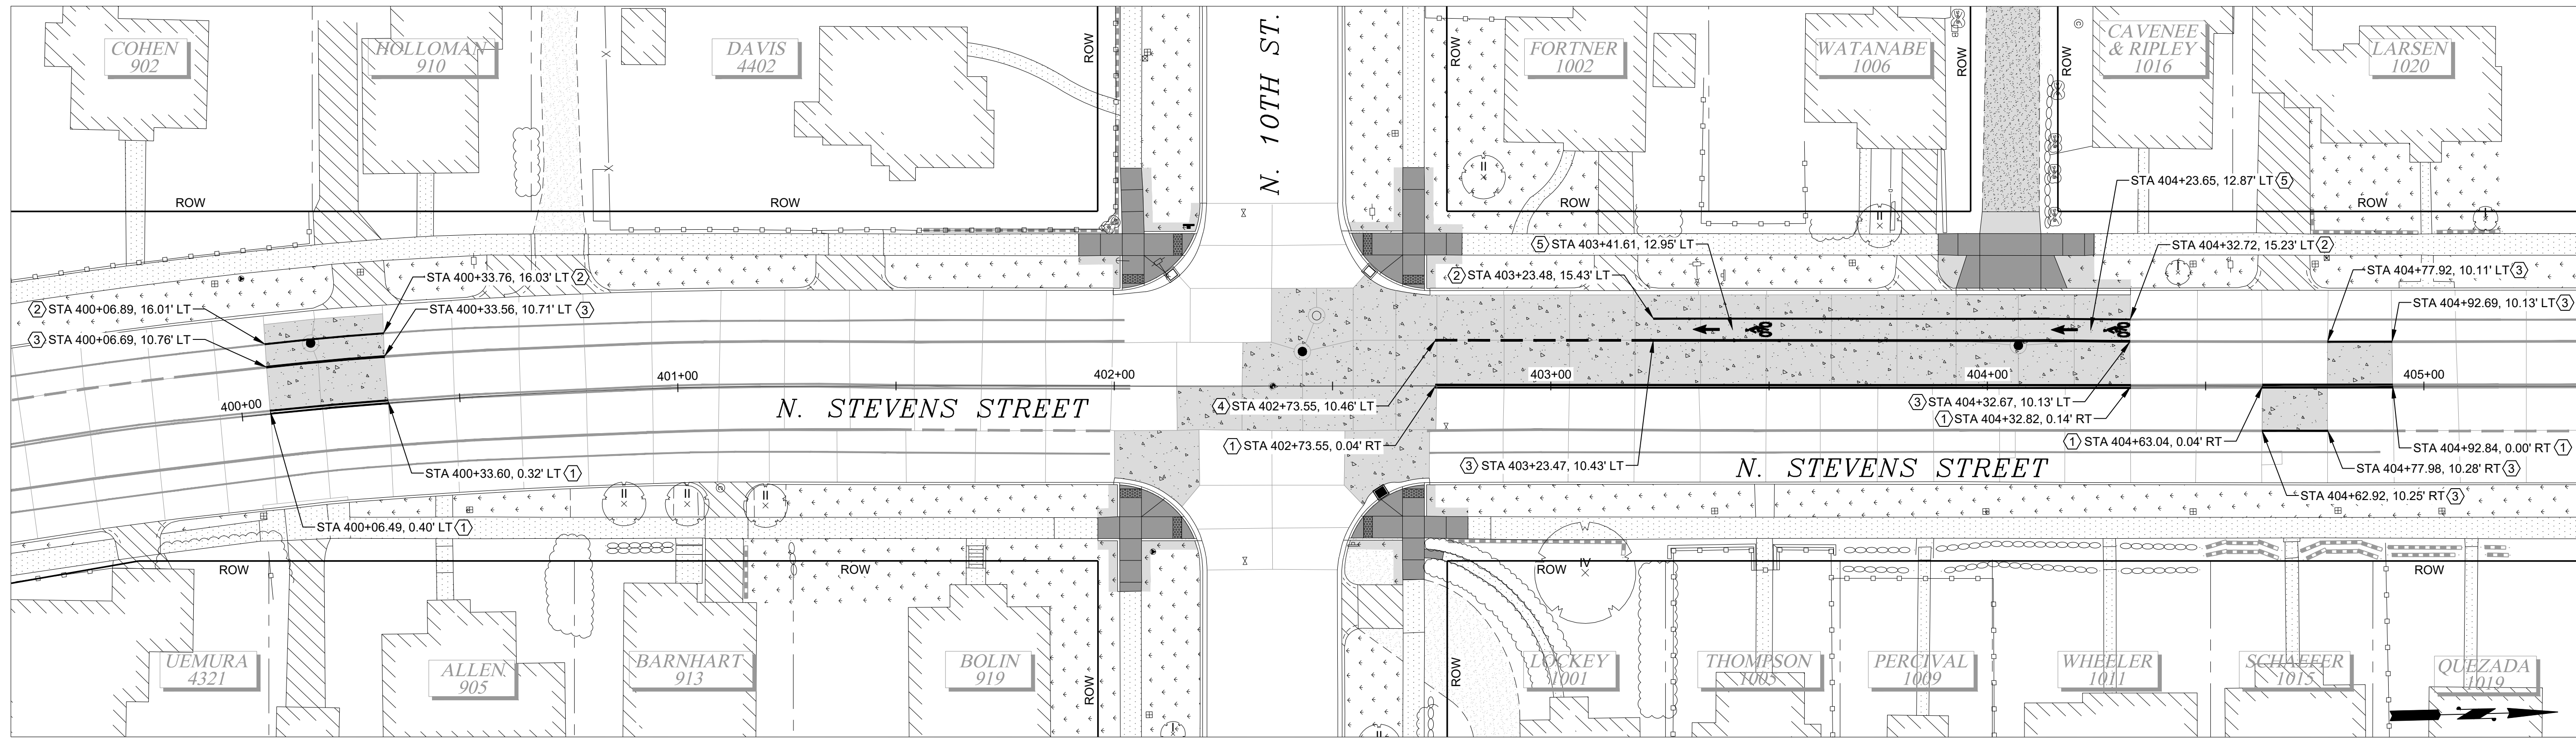 COHEN
902
HOLLOMAN
910
DAVIS
4402
ROW
N. 10TH ST.
ROW
FORTNER
1002
WATANABE
1006
ROW
ROW
CAVENEE
& RIPLEY
1016
LARSEN
1020
II
STA 404+23.65, 12.87' LT 5
ROW
ROW
ROW
ROW
II
I
5 STA 403+41.61, 12.95' LT
STA 404+32.72, 15.23' LT 2
STA 400+33.76, 16.03' LT 2
2 STA 403+23.48, 15.43' LT
I
STA 404+77.92, 10.11' LT 3
2 STA 400+06.89, 16.01' LT
STA 400+33.56, 10.71' LT 3
STA 404+92.69, 10.13' LT 3
3 STA 400+06.69, 10.76' LT
400+00
401+00
402+00
403+00
404+00
405+00
N. STEVENS STREET
4 STA 402+73.55, 10.46' LT
3 STA 404+32.67, 10.13' LT
1 STA 404+32.82, 0.14' RT
1 STA 402+73.55, 0.04' RT
1 STA 404+63.04, 0.04' RT
STA 404+92.84, 0.00' RT 1
STA 400+33.60, 0.32' LT 1
3 STA 403+23.47, 10.43' LT
N. STEVENS STREET
STA 404+77.98, 10.28' RT 3
STA 404+62.92, 10.25' RT 3
II
II
II
STA 400+06.49, 0.40' LT 1
ROW
ROW
ROW
IV
ROW
UEMURA
4321
ALLEN
905
BARNHART
913
BOLIN
919
ROW
ROW
LOCKEY
1001
THOMPSON
1005
PERCIVAL
1009
WHEELER
1011
SCHAEFER
1015
QUEZADA
1019
I
II